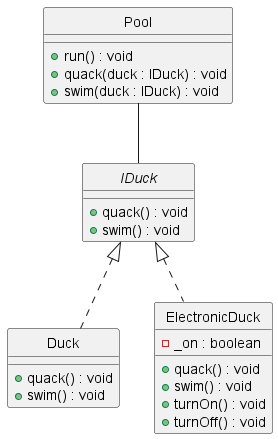 Pool
run() : void
quack(duck : IDuck) : void
swim(duck : IDuck) : void
IDuck
quack() : void
swim() : void
Duck
quack() : void
swim() : void
ElectronicDuck
_on : boolean
quack() : void
swim() : void
turnOn() : void
turnOff() : void